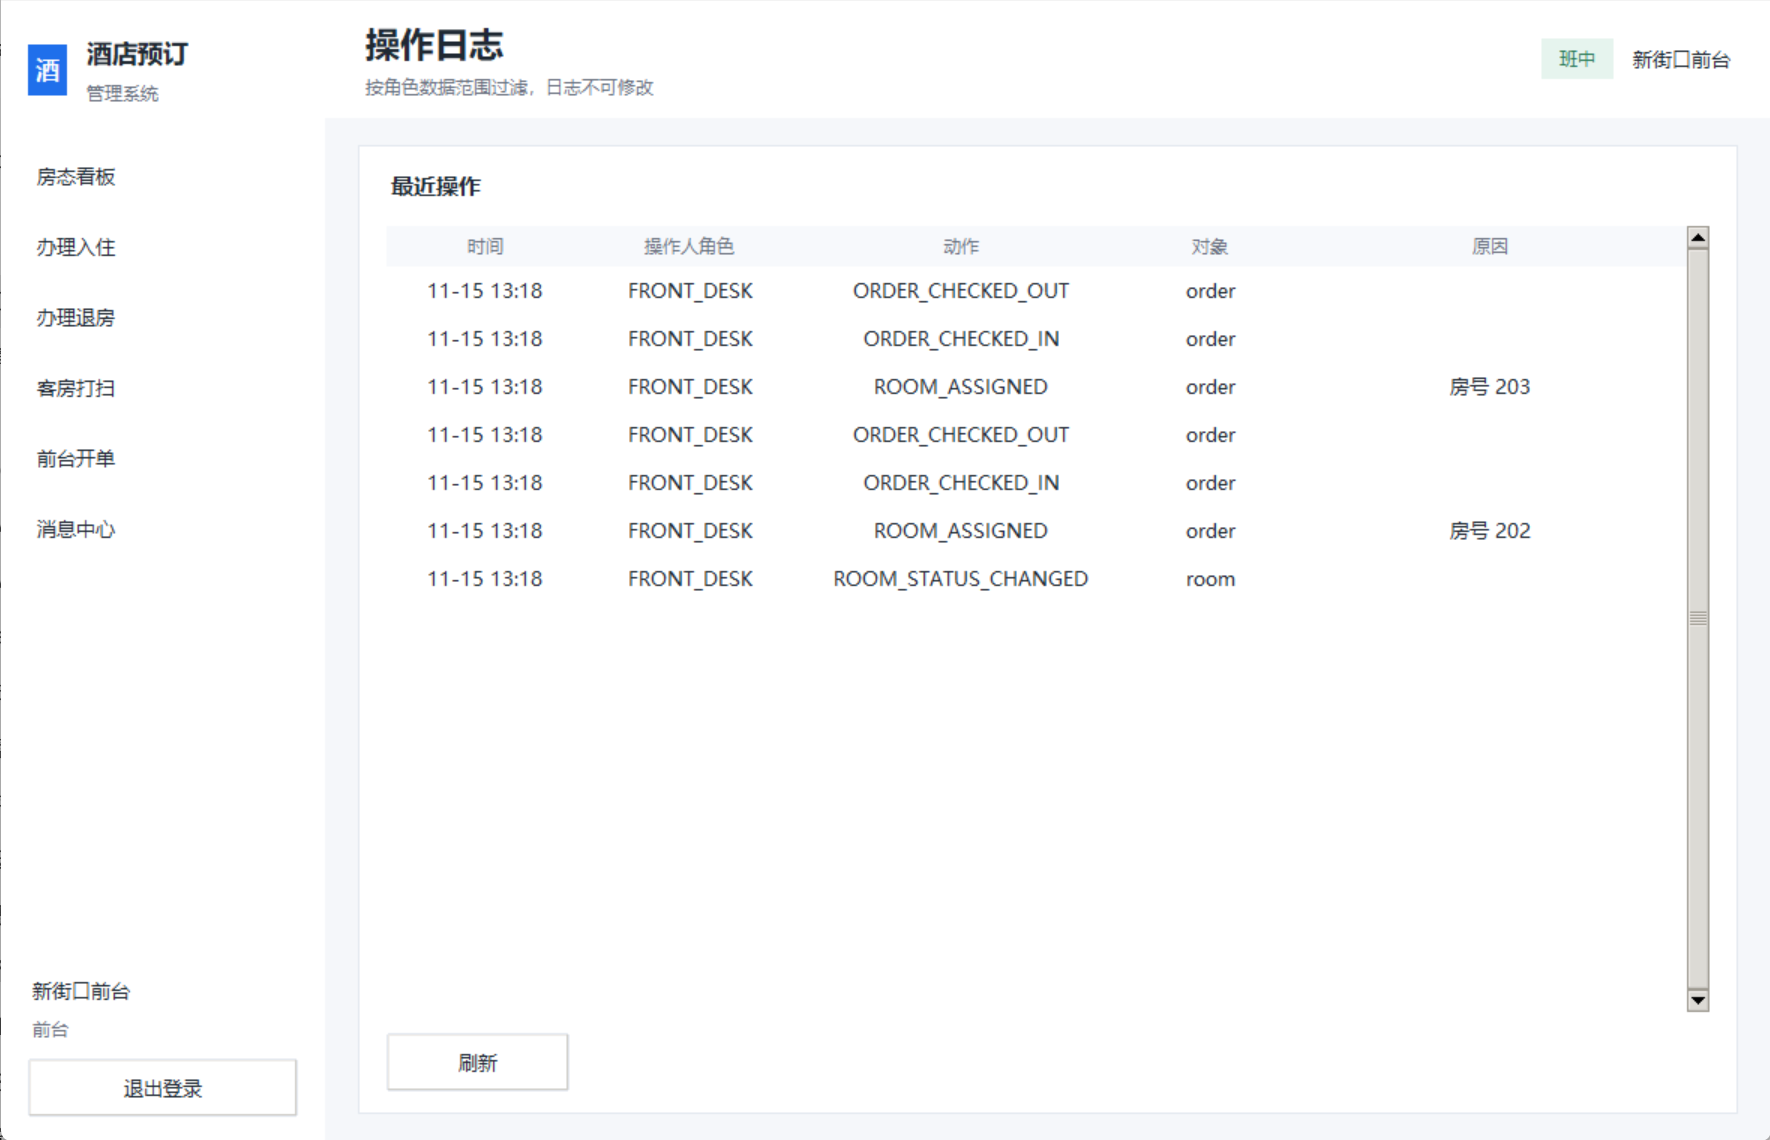 酒
酒店预订
管理系统
房态看板
办理入住
办理退房
客房打扫
前台开单
消息中心
新街口前台
前台
退出登录
操作日志
按角色数据范围过滤，日志不可修改
班中 新街口前台
最近操作
时间 操作人角色 动作 对象 原因
11-15 13:18 FRONT_DESK ORDER_CHECKED_OUT order
11-15 13:18 FRONT_DESK ORDER_CHECKED_IN order
11-15 13:18 FRONT_DESK ROOM_ASSIGNED order 房号 203
11-15 13:18 FRONT_DESK ORDER_CHECKED_OUT order
11-15 13:18 FRONT_DESK ORDER_CHECKED_IN order
11-15 13:18 FRONT_DESK ROOM_ASSIGNED order 房号 202
11-15 13:18 FRONT_DESK ROOM_STATUS_CHANGED room
刷新